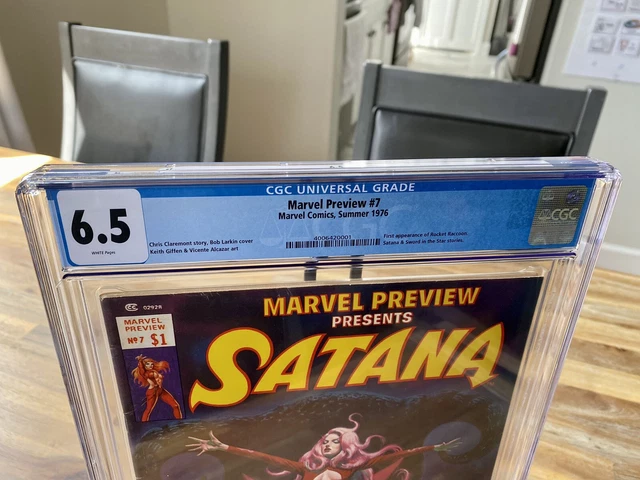 CGC UNIVERSAL GRADE
6.5
WHITE Pages
Marvel Preview #7
Marvel Comics, Summer 1976
Chris Claremont story, Bob Larkin cover
Keith Giffen & Vicente Alcazar art
4006420001
First appearance of Rocket Raccoon.
Satana & Sword in the Star stories.
CGC
CC 02928
MARVEL
PREVIEW
Nº7 $1
MARVEL PREVIEW
PRESENTS
SATANA